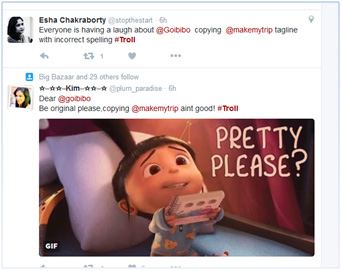 Esha Chakraborty @stopthestart · 6h
Everyone is having a laugh about @Goibibo copying @makemytrip tagline
with incorrect spelling #Troll
1
Big Bazaar and 29 others follow
☆–☆☆–Kim–☆☆–☆ @plum_paradise · 6h
Dear @goibibo
Be original please,copying @makemytrip aint good! #Troll
PRETTY
PLEASE?
GIF